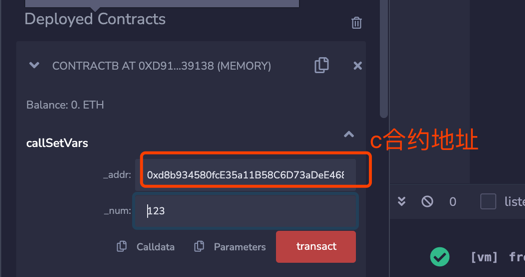 Deployed Contracts
CONTRACTB AT 0XD91...39138 (MEMORY)
Balance: 0. ETH
callSetVars
c合约地址
_addr: 0xd8b934580fcE35a11B58C6D73aDeE468
_num: 123
0 liste
Calldata Parameters transact
[vm] fro